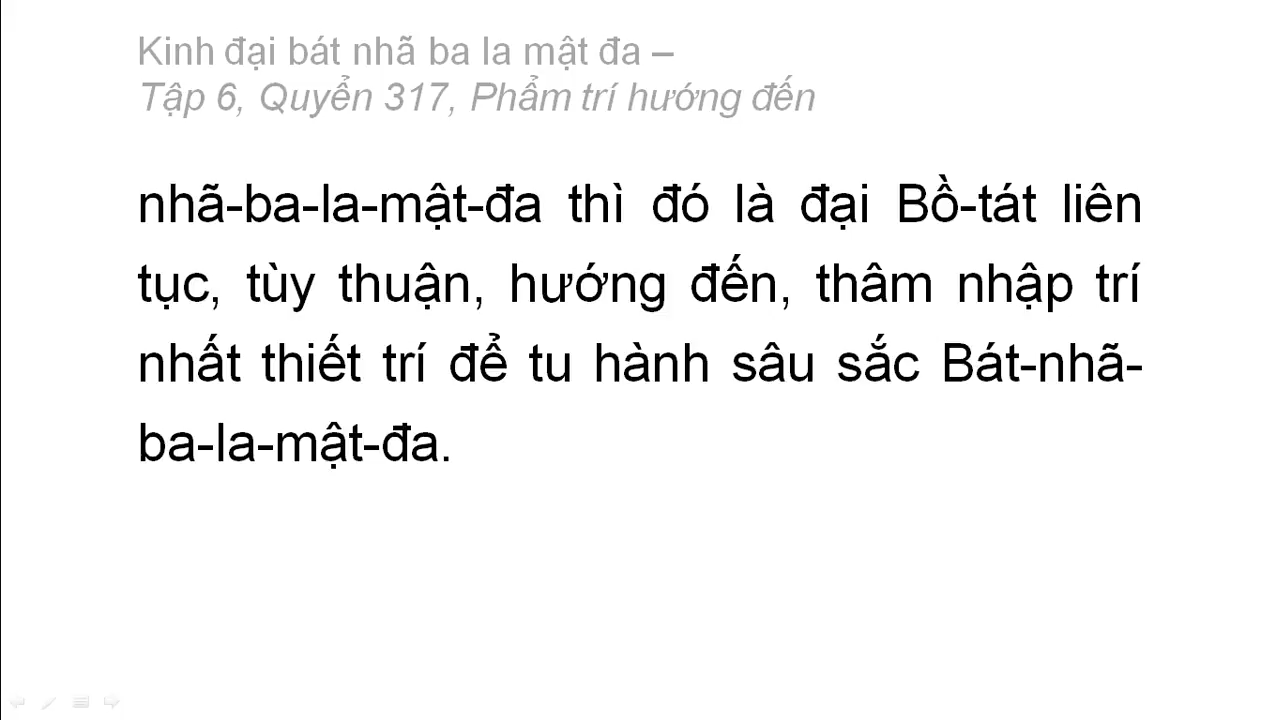 Kinh đại bát nhã ba la mật đa –
Tập 6, Quyển 317, Phẩm trí hướng đến
nhã-ba-la-mật-đa thì đó là đại Bồ-tát liên
tục, tùy thuận, hướng đến, thâm nhập trí
nhất thiết trí để tu hành sâu sắc Bát-nhã-
ba-la-mật-đa.